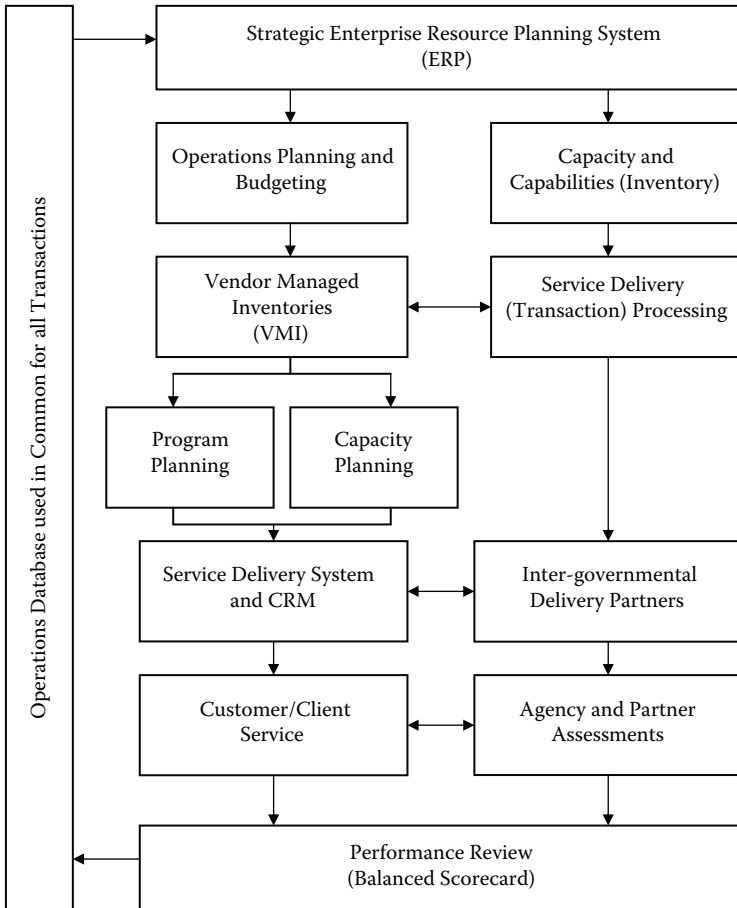 Operations Database used in Common for all Transactions
Strategic Enterprise Resource Planning System
(ERP)
Operations Planning and
Budgeting
Capacity and
Capabilities (Inventory)
Vendor Managed
Inventories
(VMI)
Service Delivery
(Transaction) Processing
Program
Planning
Capacity
Planning
Service Delivery System
and CRM
Inter-governmental
Delivery Partners
Customer/Client
Service
Agency and Partner
Assessments
Performance Review
(Balanced Scorecard)